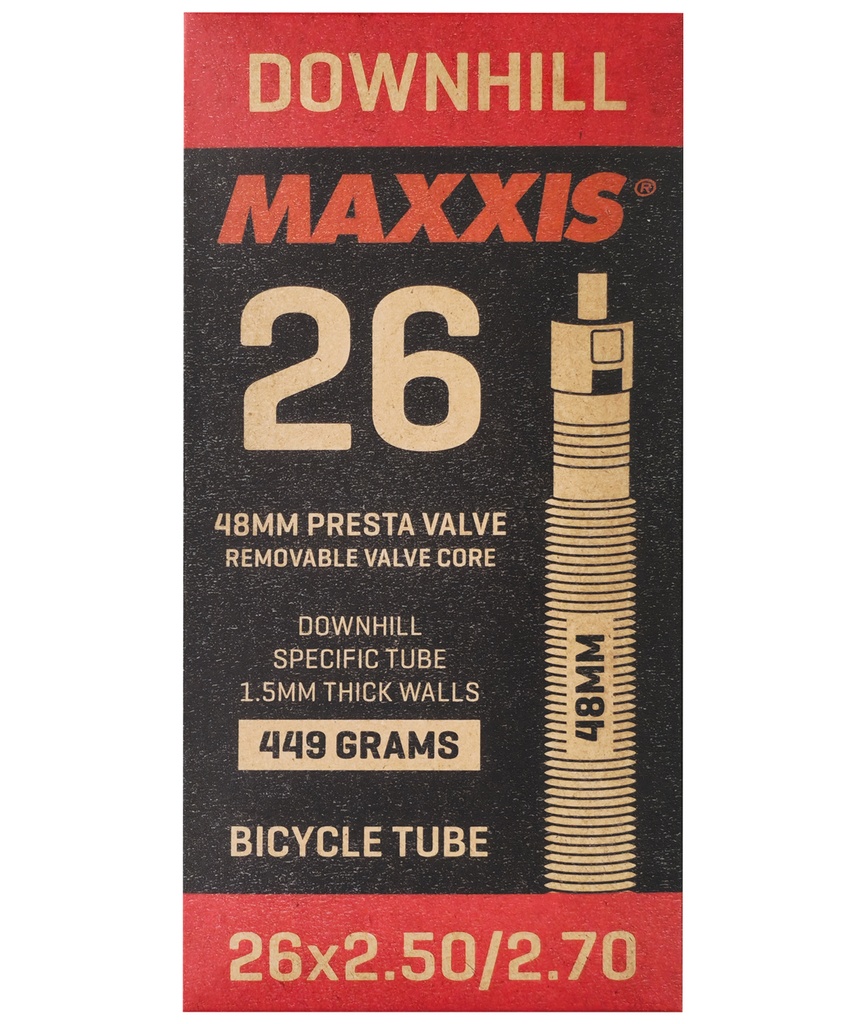 DOWNHILL
MAXXIS®
26
48MM PRESTA VALVE
REMOVABLE VALVE CORE
DOWNHILL
SPECIFIC TUBE
1.5MM THICK WALLS
449 GRAMS
48MM
BICYCLE TUBE
26x2.50/2.70